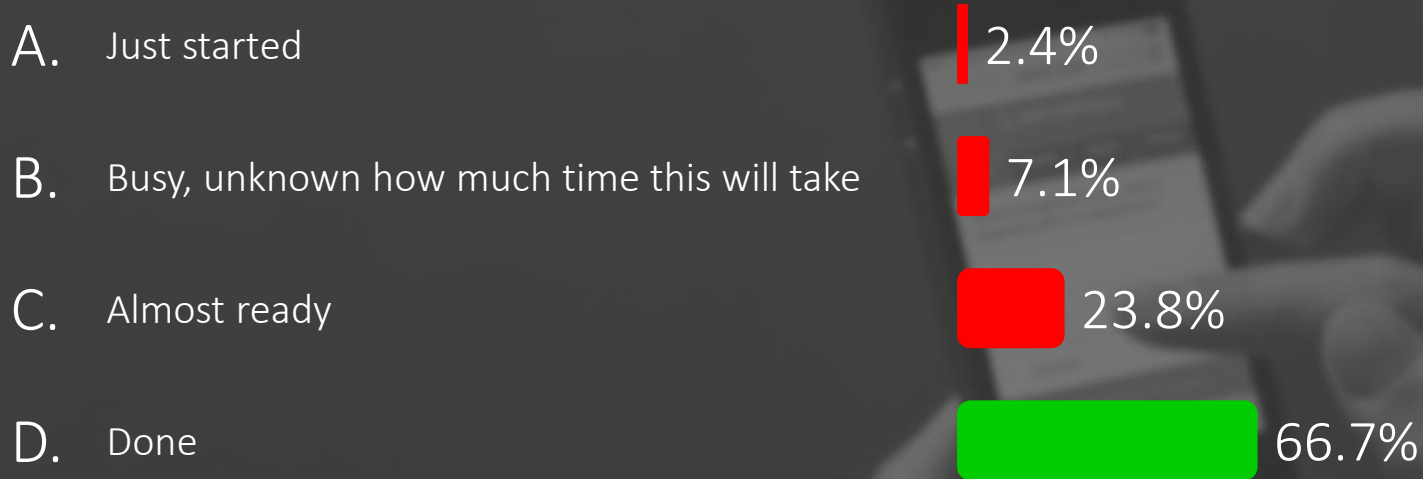 A. Just started 2.4%
B. Busy, unknown how much time this will take 7.1%
C. Almost ready 23.8%
D. Done 66.7%